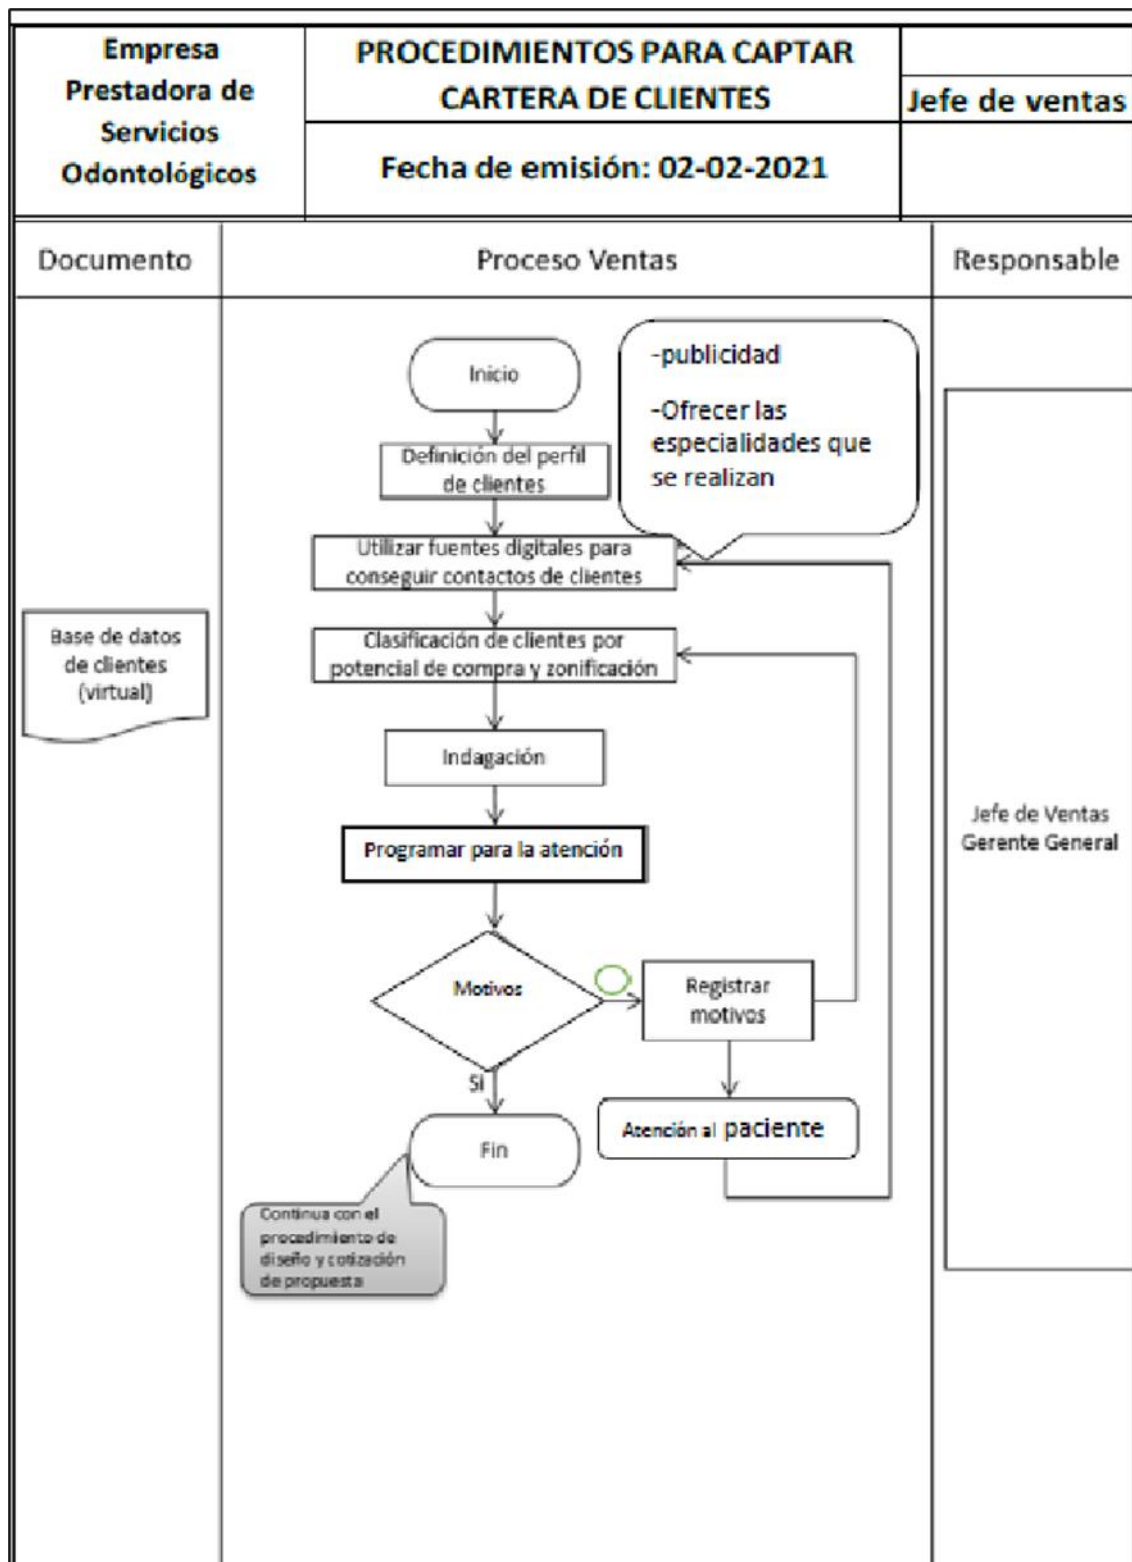 Empresa
Prestadora de
Servicios
Odontológicos
PROCEDIMIENTOS PARA CAPTAR
CARTERA DE CLIENTES
Fecha de emisión: 02-02-2021
Jefe de ventas
Documento
Proceso Ventas
Responsable
Inicio
-publicidad
-Ofrecer las
especialidades que
se realizan
Definición del perfil
de clientes
Utilizar fuentes digitales para
conseguir contactos de clientes
Base de datos
de clientes
(virtual)
Clasificación de clientes por
potencial de compra y zonificación
Indagación
Programar para la atención
Jefe de Ventas
Gerente General
Motivos
Registrar
motivos
Si
Atención al paciente
Fin
Continua con el
procedimiento de
diseño y cotización
de propuesta